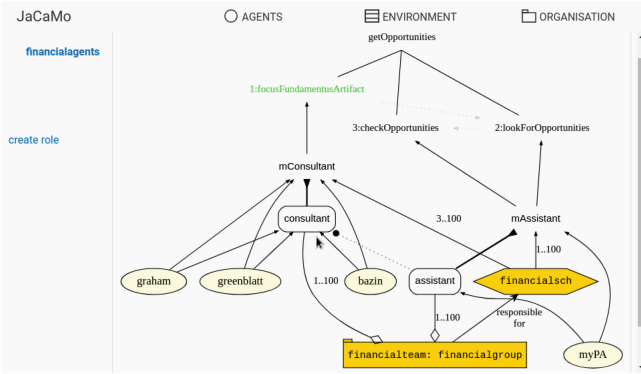 JaCaMo
AGENTS
ENVIRONMENT
ORGANISATION
financialagents
create role
getOpportunities
1:focusFundamentusArtifact
3:checkOpportunities
2:lookForOpportunities
mConsultant
consultant
3..100
mAssistant
1..100
graham
greenblatt
1..100
bazin
assistant
financialsch
1..100
responsible
for
financialteam: financialgroup
myPA